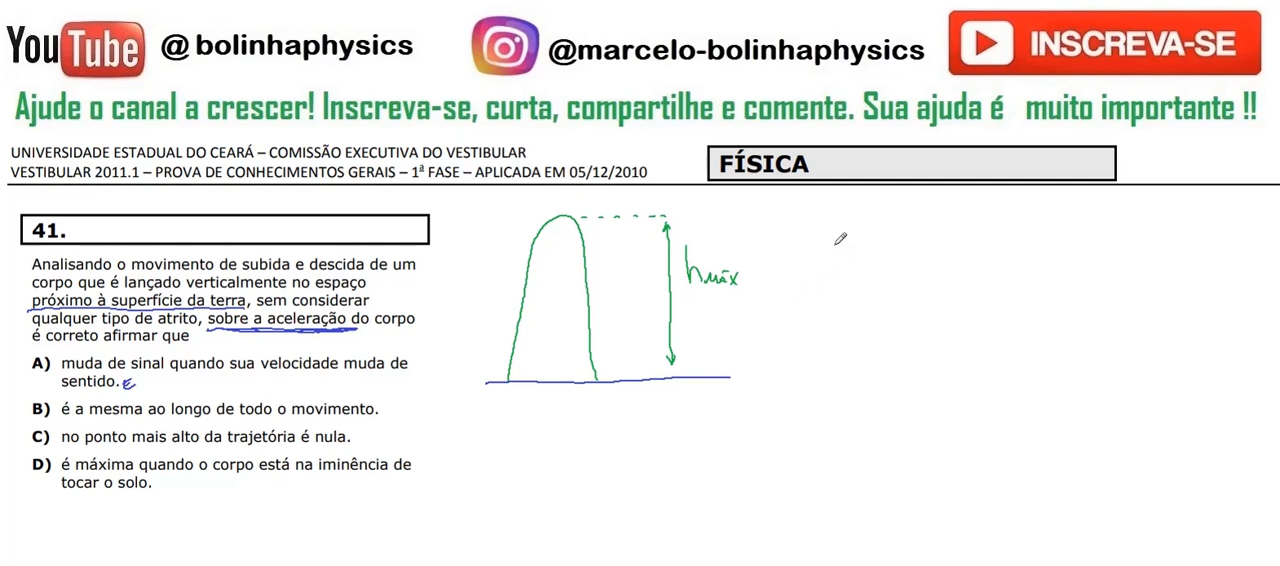 YouTube @bolinhaphysics @marcelo-bolinhaphysics INSCREVA-SE
Ajude o canal a crescer! Inscreva-se, curta, compartilhe e comente. Sua ajuda é muito importante !!
UNIVERSIDADE ESTADUAL DO CEARÁ – COMISSÃO EXECUTIVA DO VESTIBULAR
VESTIBULAR 2011.1 – PROVA DE CONHECIMENTOS GERAIS – 1ª FASE – APLICADA EM 05/12/2010
FÍSICA
41.
Analisando o movimento de subida e descida de um
corpo que é lançado verticalmente no espaço
próximo à superfície da terra, sem considerar
qualquer tipo de atrito, sobre a aceleração do corpo
é correto afirmar que
A) muda de sinal quando sua velocidade muda de
sentido. E
B) é a mesma ao longo de todo o movimento.
C) no ponto mais alto da trajetória é nula.
D) é máxima quando o corpo está na iminência de
tocar o solo.
hmáx